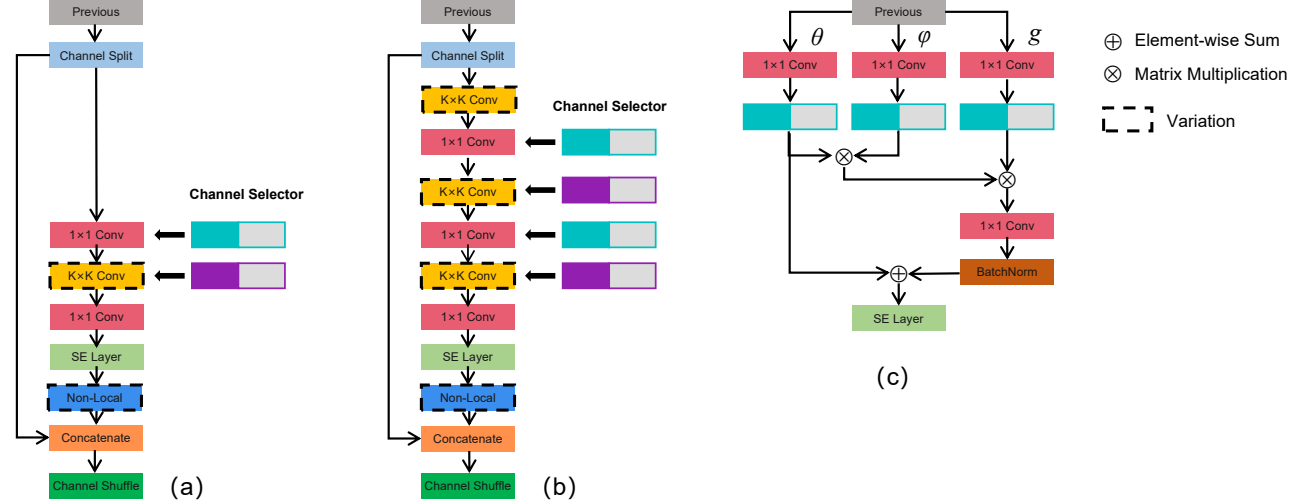 Previous
Channel Split
Channel Selector
1×1 Conv
K×K Conv
1×1 Conv
SE Layer
Non-Local
Concatenate
Channel Shuffle
(a)
Previous
Channel Split
K×K Conv
Channel Selector
1×1 Conv
K×K Conv
1×1 Conv
K×K Conv
1×1 Conv
SE Layer
Non-Local
Concatenate
Channel Shuffle
(b)
Previous
θ φ g
1×1 Conv 1×1 Conv 1×1 Conv
1×1 Conv
BatchNorm
SE Layer
(c)
⊕ Element-wise Sum
⊗ Matrix Multiplication
Variation